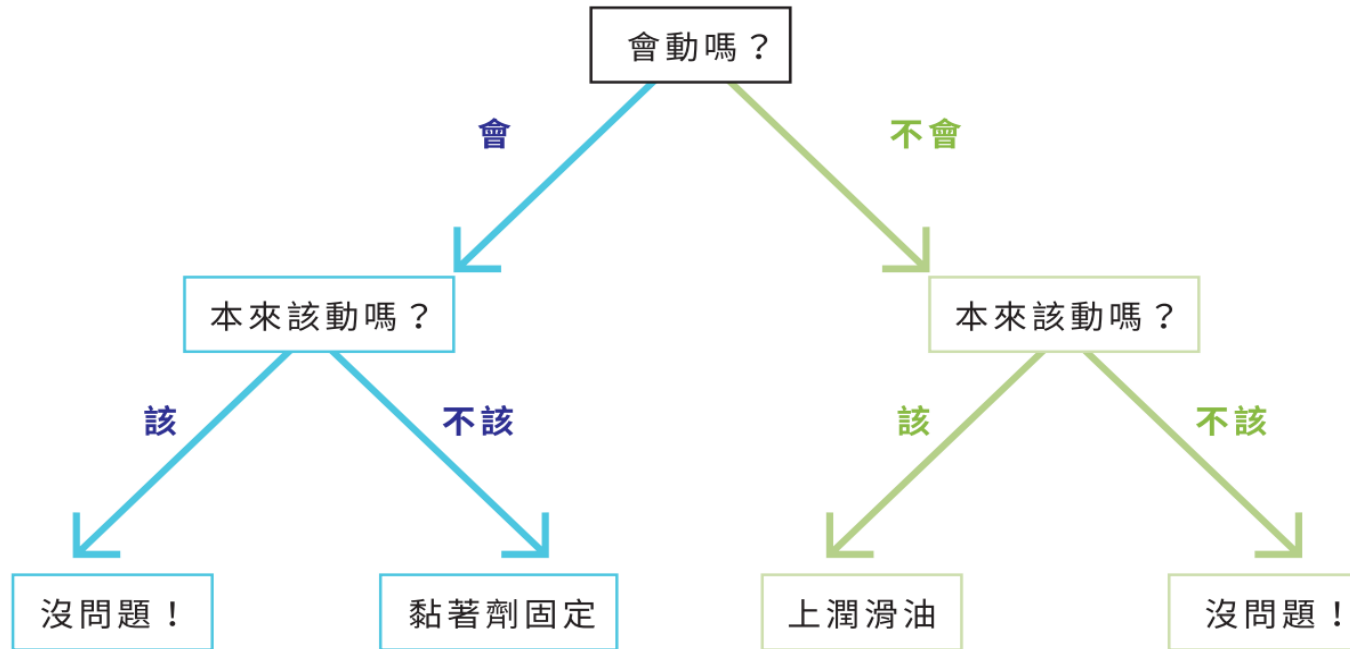 會動嗎？
會
不會
本來該動嗎？
本來該動嗎？
該
不該
該
不該
沒問題！
黏著劑固定
上潤滑油
沒問題！